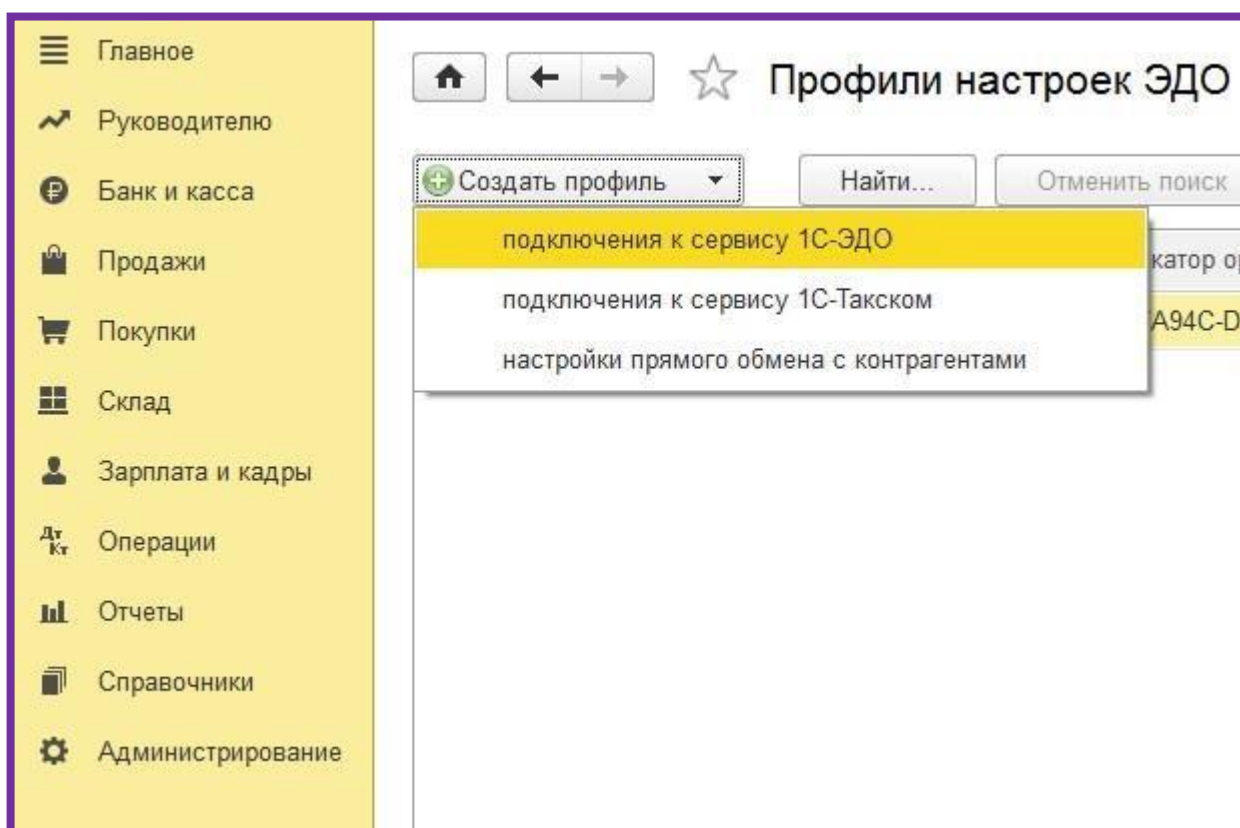 Главное
Руководителю
Банк и касса
Продажи
Покупки
Склад
Зарплата и кадры
Дт Кт Операции
Отчеты
Справочники
Администрирование
Профили настроек ЭДО
Создать профиль Найти... Отменить поиск
подключения к сервису 1С-ЭДО
подключения к сервису 1С-Такском
настройки прямого обмена с контрагентами
катор ор
A94C-D